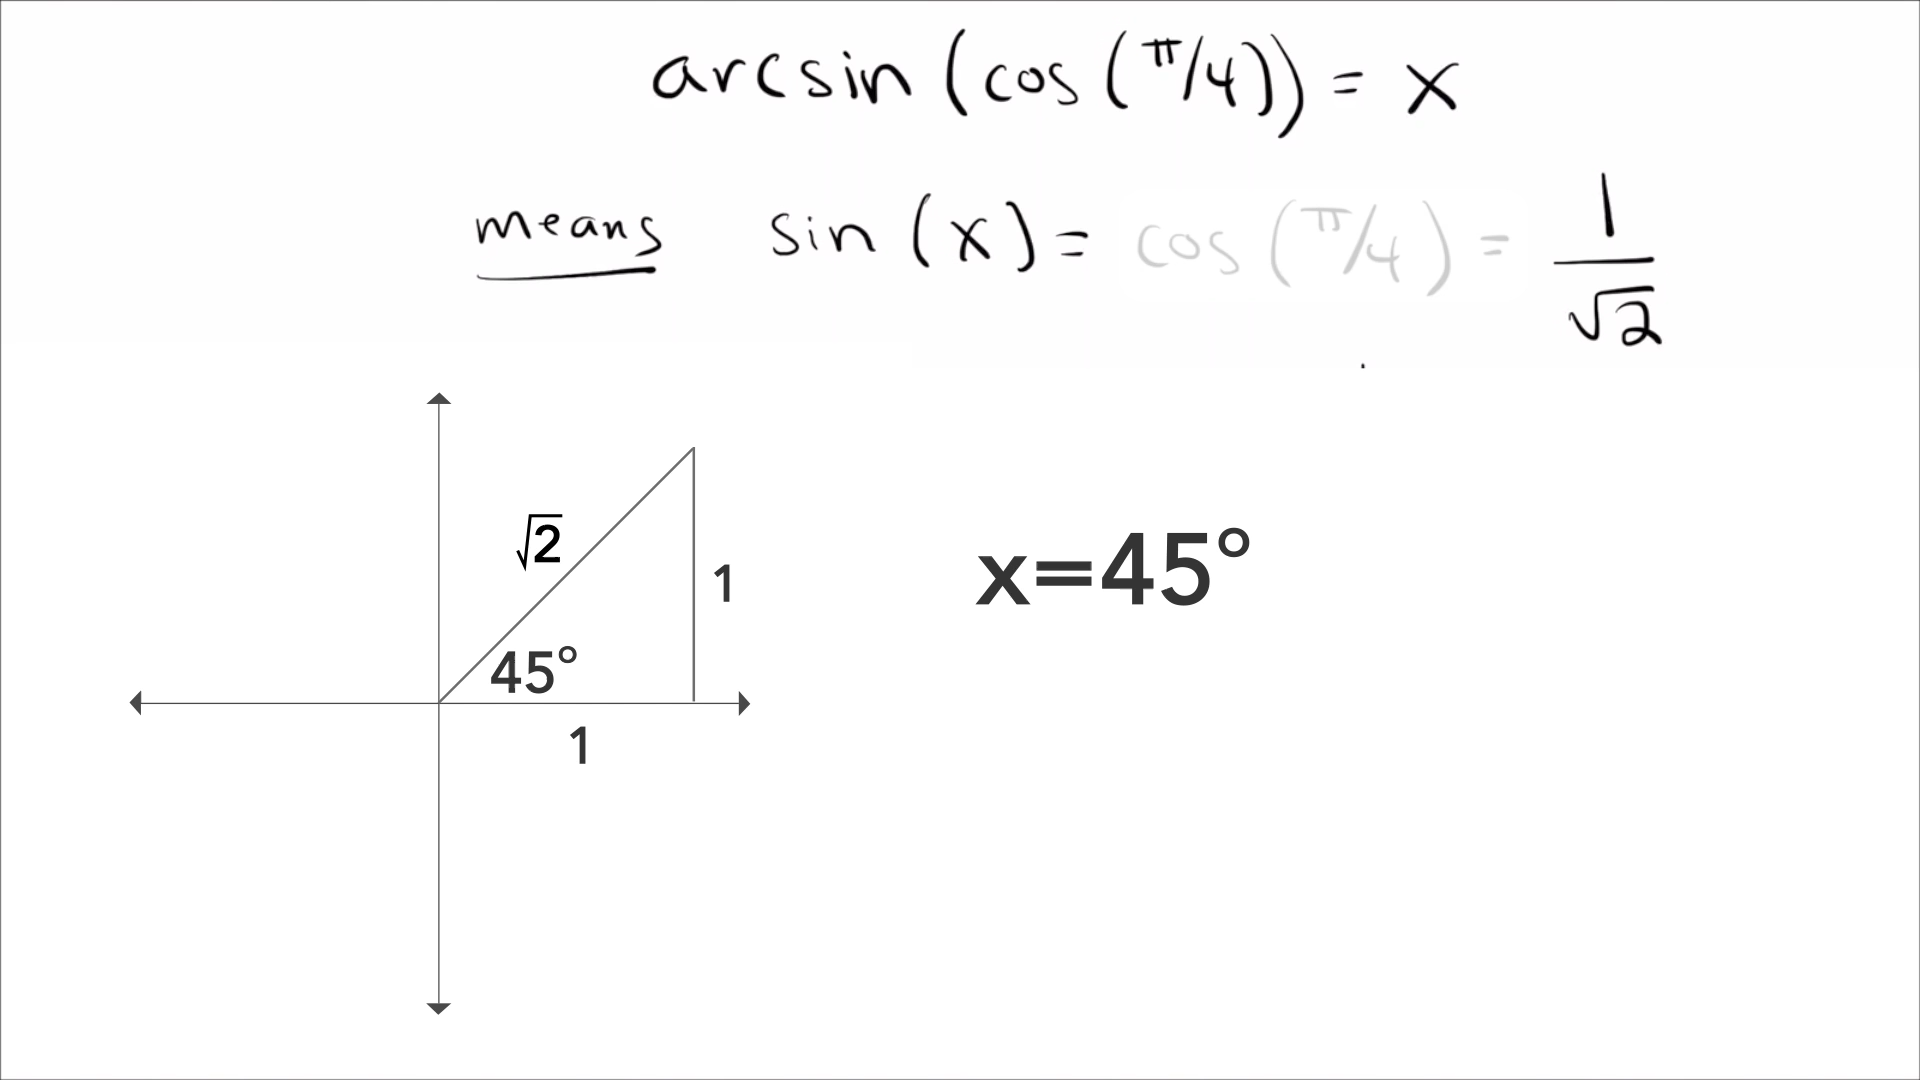 arcsin (cos (π/4)) = x
means sin (x) = cos (π/4) = 1/√2
√2
1
x=45°
45°
1